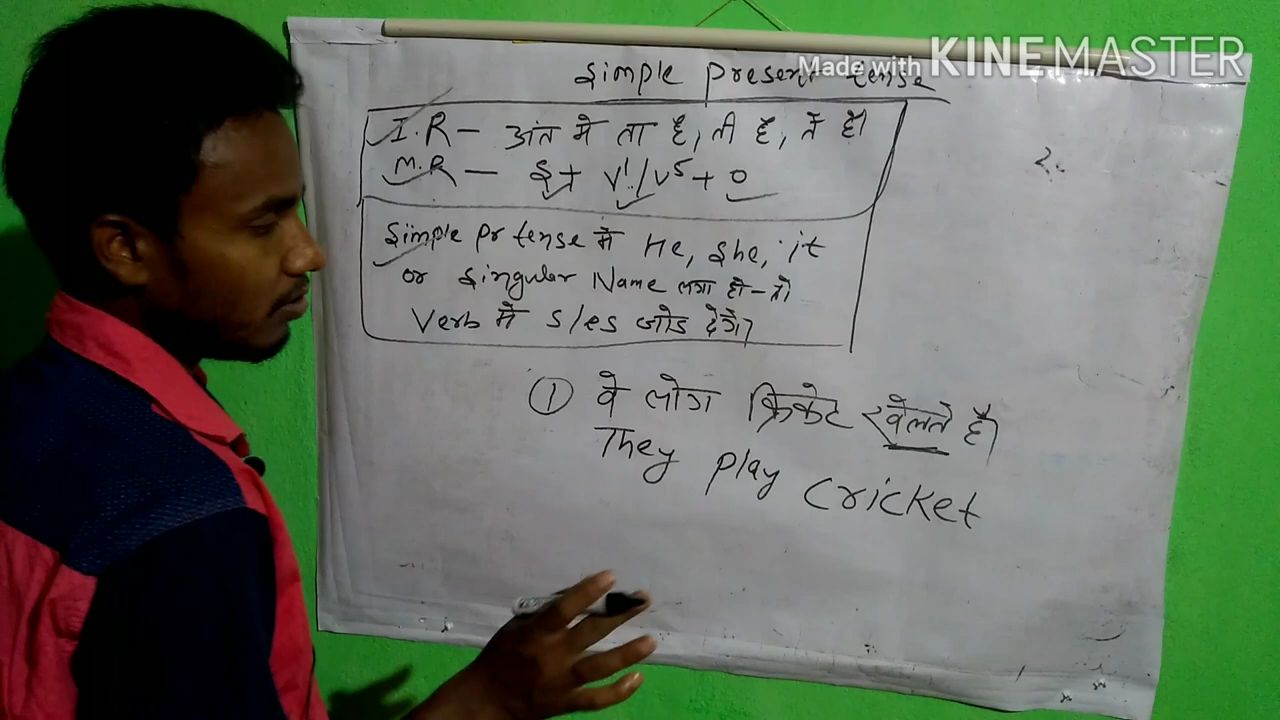 Made with KINEMASTER
Simple present tense
I.R - अंत में ता है, ती है, ते हैं।
M.R - S + V¹/V⁵ + O
Simple Pr tense में He, She, it
or Singular Name लगा हो - तो
Verb में s/es जोड़ देंगे।
2.
① वे लोग क्रिकेट खेलते हैं।
They play Cricket